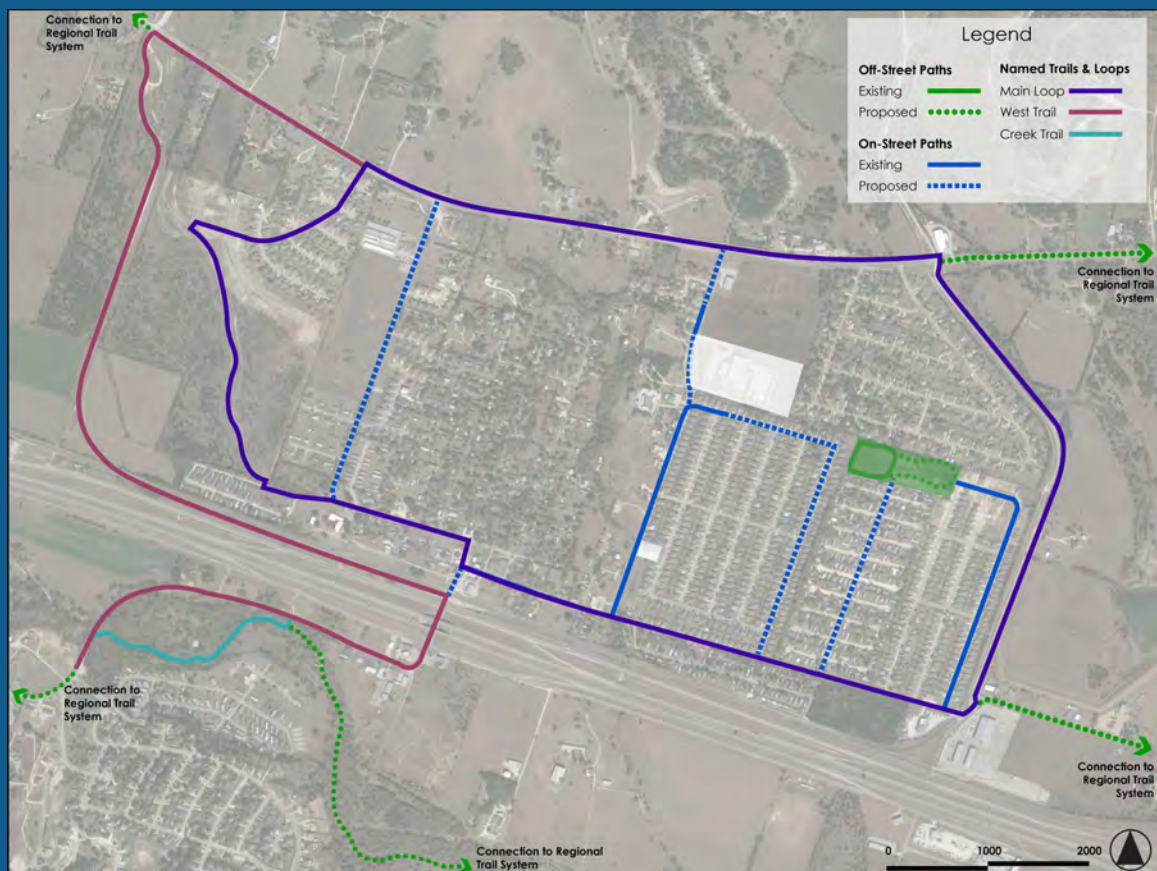 Connection to
Regional Trail
System
Legend
Off-Street Paths
Existing
Proposed
On-Street Paths
Existing
Proposed
Named Trails & Loops
Main Loop
West Trail
Creek Trail
Connection to
Regional Trail
System
Connection to
Regional Trail
System
Connection to
Regional Trail
System
Connection to Regional
Trail System
0 1000 2000